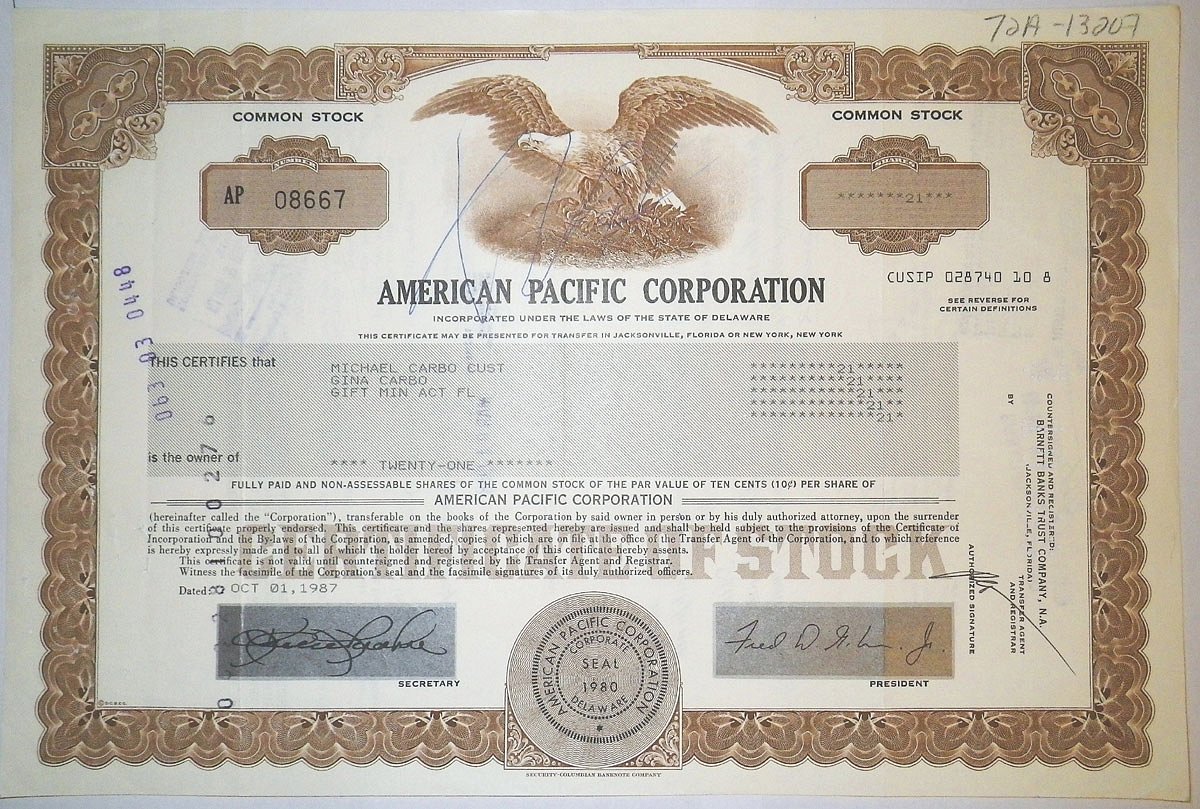 72A-13207
COMMON STOCK
COMMON STOCK
NUMBER
AP 08667
SHARES
*******21***
AMERICAN PACIFIC CORPORATION
INCORPORATED UNDER THE LAWS OF THE STATE OF DELAWARE
THIS CERTIFICATE MAY BE PRESENTED FOR TRANSFER IN JACKSONVILLE, FLORIDA OR NEW YORK, NEW YORK
CUSIP 028740 10 8
SEE REVERSE FOR
CERTAIN DEFINITIONS
THIS CERTIFIES that
MICHAEL CARBO CUST
GINA CARBO
GIFT MIN ACT FL
*********21*****
**********21****
***********21***
************21**
*************21*
is the owner of
**** TWENTY-ONE *******
FULLY PAID AND NON-ASSESSABLE SHARES OF THE COMMON STOCK OF THE PAR VALUE OF TEN CENTS (10¢) PER SHARE OF
AMERICAN PACIFIC CORPORATION
(hereinafter called the "Corporation"), transferable on the books of the Corporation by said owner in person or by his duly authorized attorney, upon the surrender
of this certificate properly endorsed. This certificate and the shares represented hereby are issued and shall be held subject to the provisions of the Certificate of
Incorporation and the By-laws of the Corporation, as amended, copies of which are on file at the office of the Transfer Agent of the Corporation, and to which reference
is hereby expressly made and to all of which the holder hereof by acceptance of this certificate hereby assents.
This certificate is not valid until countersigned and registered by the Transfer Agent and Registrar.
Witness the facsimile of the Corporation's seal and the facsimile signatures of its duly authorized officers.
CERTIFICATE OF STOCK
Dated: OCT 01,1987
SECRETARY
AMERICAN PACIFIC CORPORATION
CORPORATE
SEAL
1980
DELAWARE
PRESIDENT
COUNTERSIGNED AND REGISTERED:
BARNETT BANKS TRUST COMPANY, N.A.
(JACKSONVILLE, FLORIDA)
TRANSFER AGENT
AND REGISTRAR
BY
AUTHORIZED SIGNATURE
063 03 0448
SECURITY-COLUMBIAN BANKNOTE COMPANY